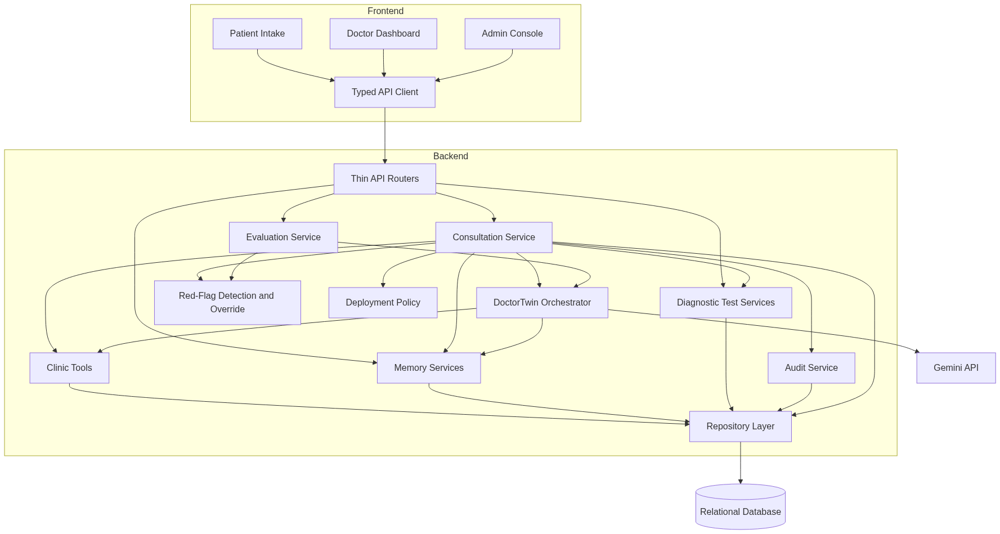 Frontend
Patient Intake
Doctor Dashboard
Admin Console
Typed API Client
Backend
Thin API Routers
Evaluation Service
Consultation Service
Red-Flag Detection and
Override
Deployment Policy
DoctorTwin Orchestrator
Diagnostic Test Services
Clinic Tools
Memory Services
Audit Service
Gemini API
Repository Layer
Relational Database